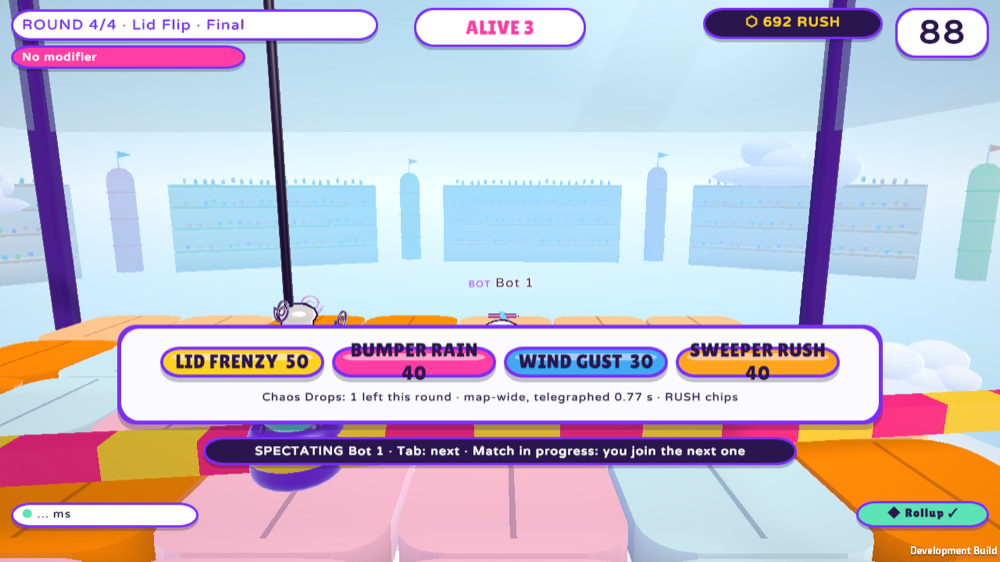 ROUND 4/4 · Lid Flip · Final
ALIVE 3
692 RUSH
88
No modifier
BOT Bot 1
LID FRENZY 50
BUMPER RAIN
40
WIND GUST 30
SWEEPER RUSH
40
Chaos Drops: 1 left this round · map-wide, telegraphed 0.77 s · RUSH chips
SPECTATING Bot 1 · Tab: next · Match in progress: you join the next one
... ms
◆ Rollup ✓
Development Build